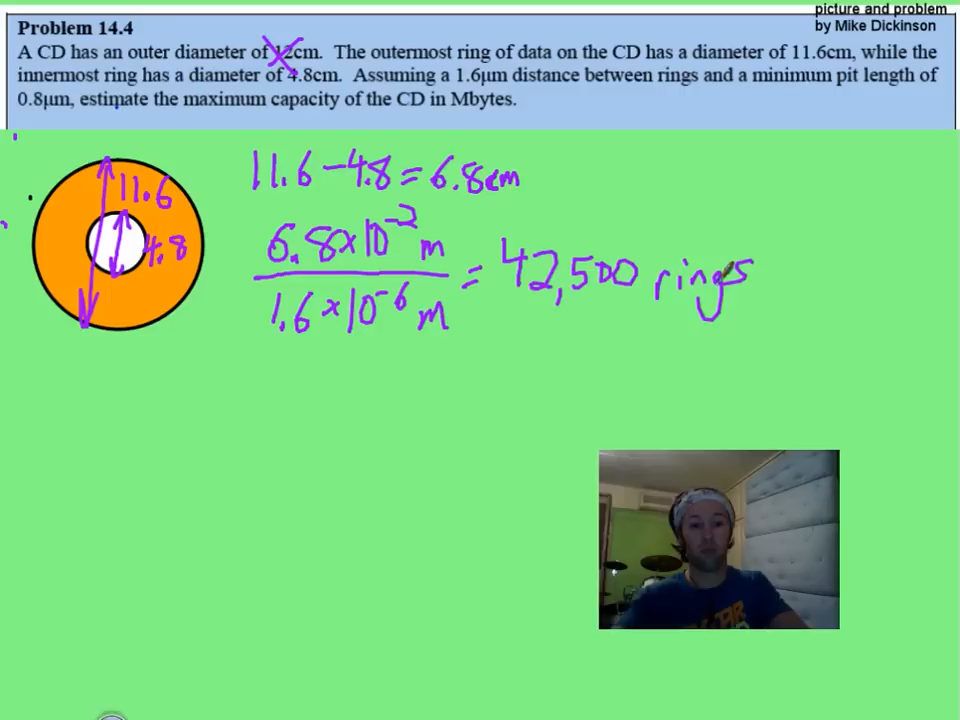 picture and problem
by Mike Dickinson
Problem 14.4
A CD has an outer diameter of 12cm. The outermost ring of data on the CD has a diameter of 11.6cm, while the
innermost ring has a diameter of 4.8cm. Assuming a 1.6μm distance between rings and a minimum pit length of
0.8μm, estimate the maximum capacity of the CD in Mbytes.
11.6
4.8
11.6 - 4.8 = 6.8cm
6.8 × 10⁻² m
1.6 × 10⁻⁶ m
= 42,500 rings